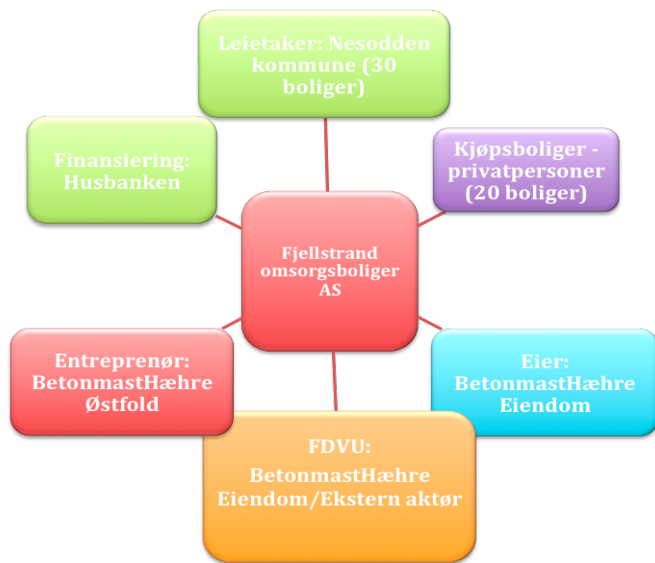 Leietaker: Nesodden
kommune (30
boliger)
Finansiering:
Husbanken
Kjøpsboliger -
privatpersoner
(20 boliger)
Fjellstrand
omsorgsboliger
AS
Entreprenør:
BetonmastHæhre
Østfold
Eier:
BetonmastHæhre
Eiendom
FDVU:
BetonmastHæhre
Eiendom/Ekstern aktør